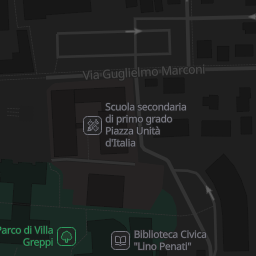 Via Guglielmo Marconi
Scuola secondaria
di primo grado
Piazza Unità
d'Italia
Parco di Villa
Greppi
Biblioteca Civica
"Lino Penati"